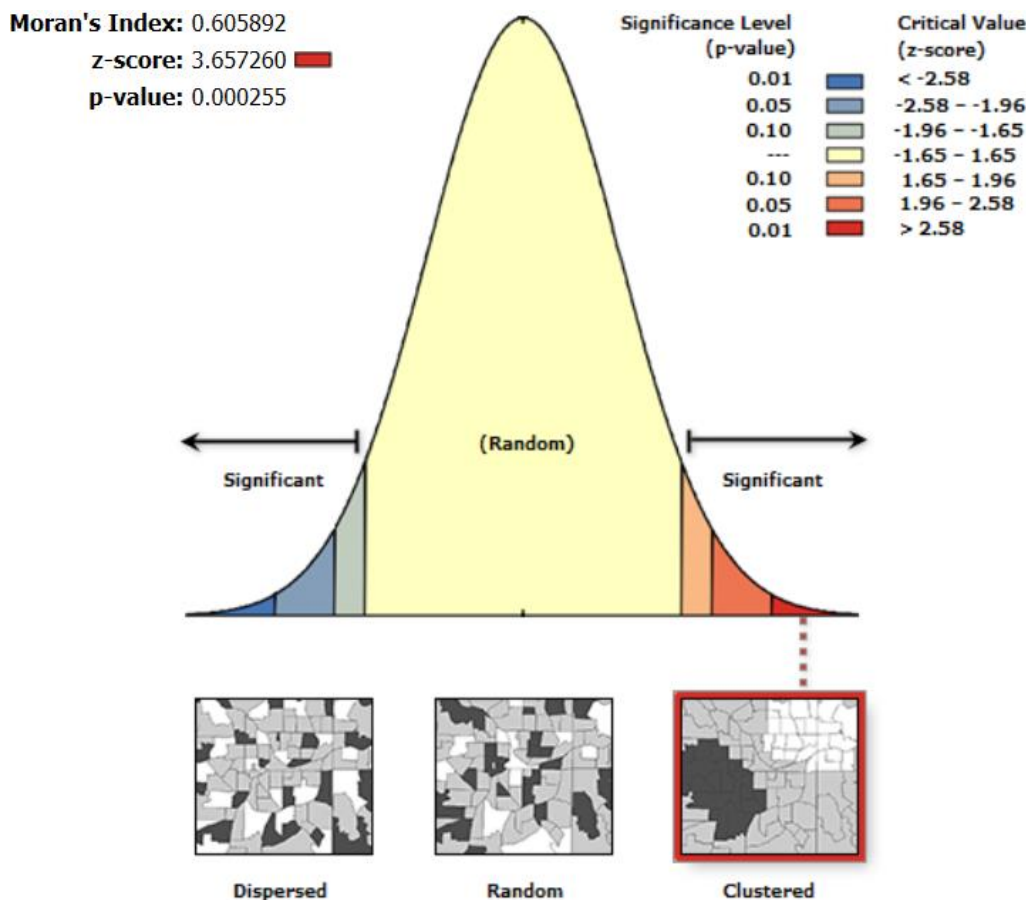 Moran's Index: 0.605892
z-score: 3.657260
p-value: 0.000255
Significance Level
(p-value)
Critical Value
(z-score)
0.01 < -2.58
0.05 -2.58 – -1.96
0.10 -1.96 – -1.65
--- -1.65 – 1.65
0.10 1.65 – 1.96
0.05 1.96 – 2.58
0.01 > 2.58
(Random)
Significant
Significant
Dispersed
Random
Clustered